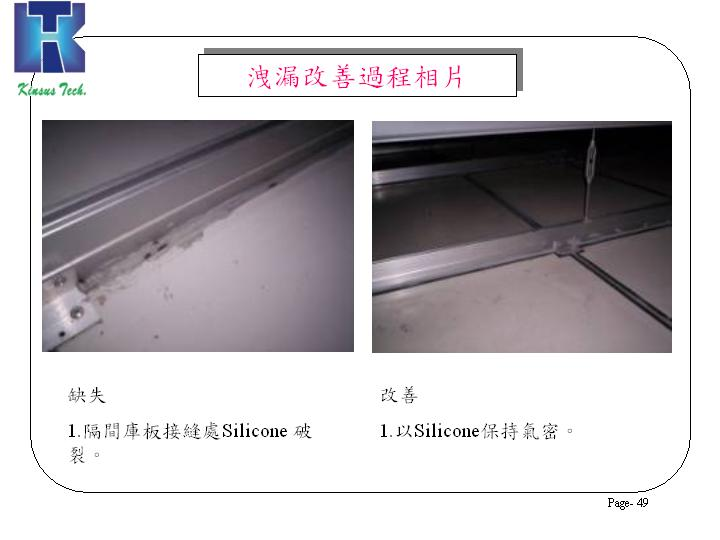 Kinsus Tech.
洩漏改善過程相片
缺失
1.隔間庫板接縫處Silicone 破
裂。
改善
1.以Silicone保持氣密。
Page- 49